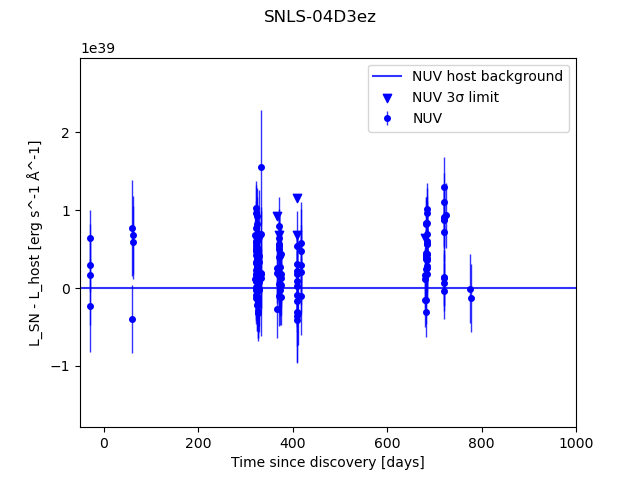 SNLS-04D3ez
1e39
NUV host background
NUV 3σ limit
NUV
2
1
0
−1
L_SN - L_host [erg s^-1 Å^-1]
0 200 400 600 800 1000
Time since discovery [days]